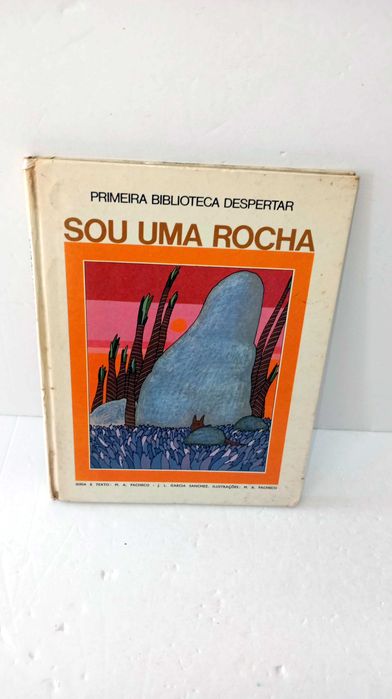 PRIMEIRA BIBLIOTECA DESPERTAR
SOU UMA ROCHA
IDEIA E TEXTO: M. A. PACHECO - J. L. GARCIA SANCHEZ. ILUSTRAÇÕES: M. A. PACHECO